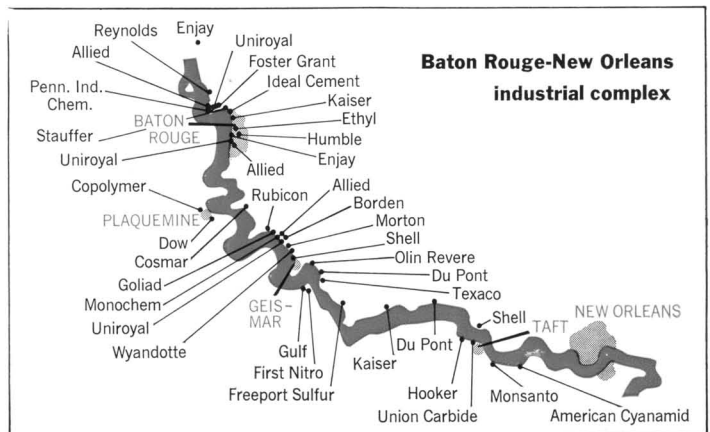 Baton Rouge-New Orleans
industrial complex
Reynolds
Enjay
Allied
Uniroyal
Foster Grant
Penn. Ind.
Chem.
Ideal Cement
Kaiser
BATON
ROUGE
Ethyl
Stauffer
Humble
Uniroyal
Enjay
Allied
Copolymer
Rubicon
Allied
Borden
PLAQUEMINE
Morton
Dow
Shell
Cosmar
Olin Revere
Goliad
Du Pont
Monochem
Texaco
GEIS-
MAR
Uniroyal
Wyandotte
Gulf
First Nitro
Freeport Sulfur
Kaiser
Du Pont
Shell
TAFT
NEW ORLEANS
Hooker
Union Carbide
Monsanto
American Cyanamid